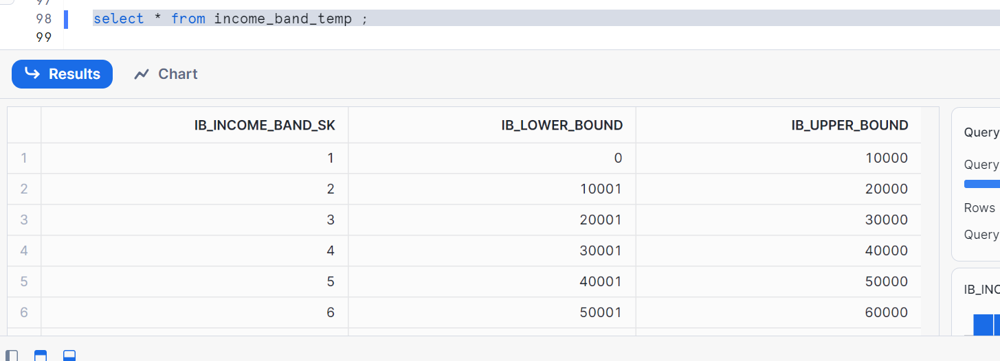 97
98 select * from income_band_temp ;
99
Results Chart
IB_INCOME_BAND_SK IB_LOWER_BOUND IB_UPPER_BOUND
1 1 0 10000
2 2 10001 20000
3 3 20001 30000
4 4 30001 40000
5 5 40001 50000
6 6 50001 60000
Query
Query
Rows
Query
IB_INC